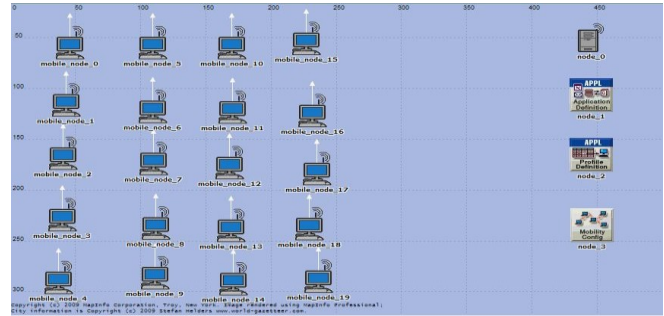 0 50 100 150 200 250 300 350 400 450
50
mobile_node_0 mobile_node_5 mobile_node_10 mobile_node_15 node_0
100
APPL
Application
Definition
mobile_node_1 mobile_node_6 mobile_node_11 mobile_node_16 node_1
150
APPL
Profile
Definition
mobile_node_2 mobile_node_7 mobile_node_12 mobile_node_17 node_2
200
Mobility
Config
mobile_node_3 mobile_node_8 mobile_node_13 mobile_node_18 node_3
250
mobile_node_4 mobile_node_9 mobile_node_14 mobile_node_19
300
Copyright (c) 2009 MapInfo Corporation, Troy, New York. Image rendered using MapInfo Professional;
City information is Copyright (c) 2009 Stefan Helders www.world-gazetteer.com.